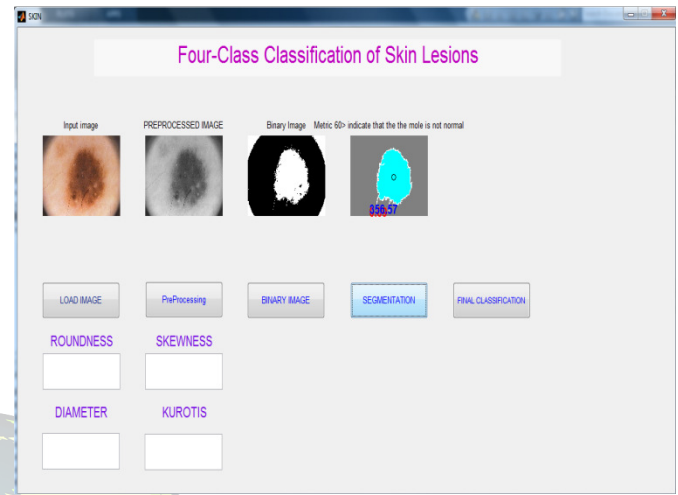 SKIN
Four-Class Classification of Skin Lesions
Input image PREPROCESSED IMAGE Binary Image Metric 60> indicate that the the mole is not normal
356.57
LOAD IMAGE PreProcessing BINARY IMAGE SEGMENTATION FINAL CLASSIFICATION
ROUNDNESS SKEWNESS
DIAMETER KUROTIS